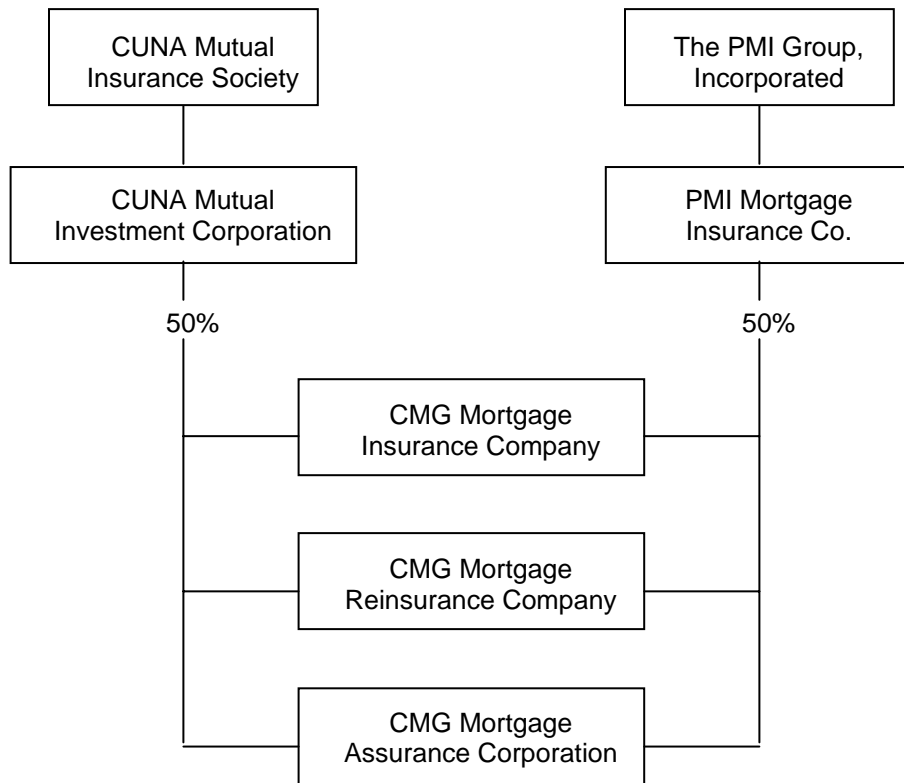 CUNA Mutual
Insurance Society
The PMI Group,
Incorporated
CUNA Mutual
Investment Corporation
PMI Mortgage
Insurance Co.
50%
50%
CMG Mortgage
Insurance Company
CMG Mortgage
Reinsurance Company
CMG Mortgage
Assurance Corporation